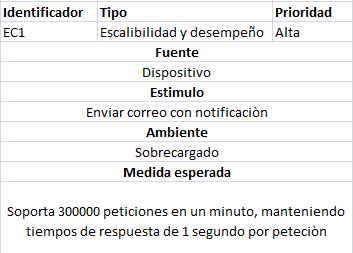 Identificador Tipo Prioridad
EC1 Escalibilidad y desempeño Alta
Fuente
Dispositivo
Estimulo
Enviar correo con notificaciòn
Ambiente
Sobrecargado
Medida esperada
Soporta 300000 peticiones en un minuto, manteniendo
tiempos de respuesta de 1 segundo por peteciòn